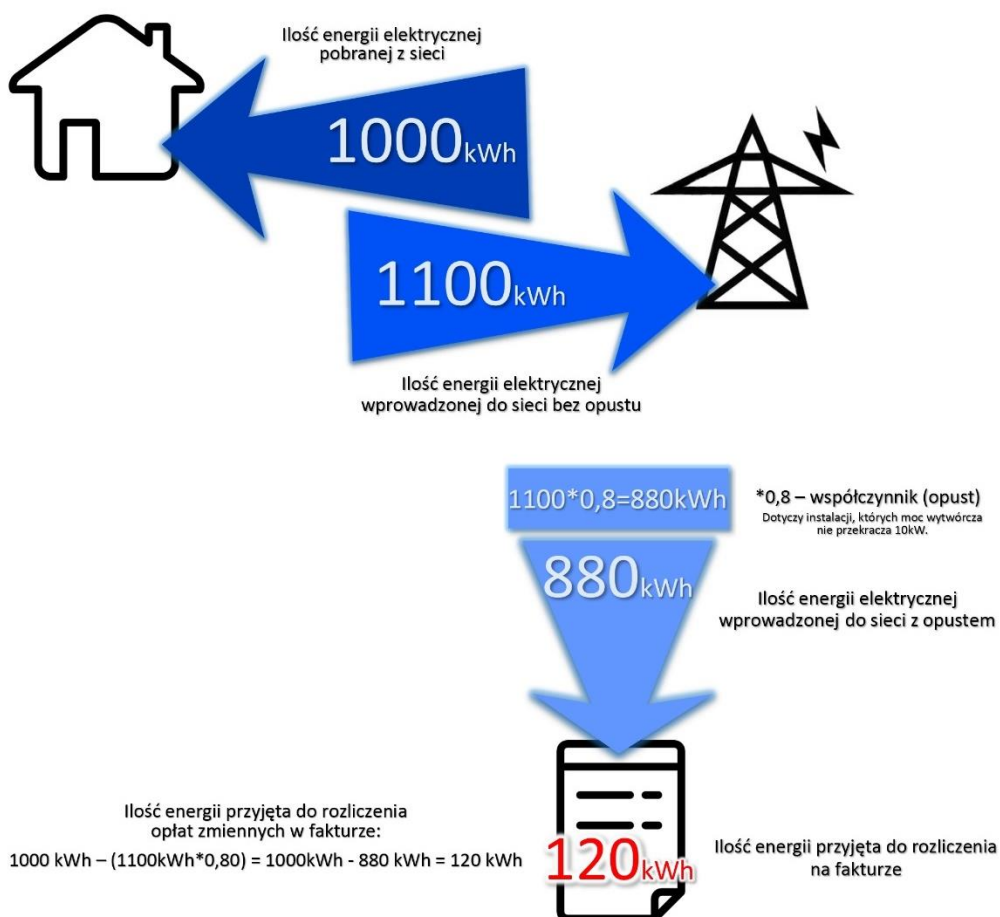 Ilość energii elektrycznej
pobranej z sieci
1000kWh
1100kWh
Ilość energii elektrycznej
wprowadzonej do sieci bez opustu
1100*0,8=880kWh
*0,8 – współczynnik (opust)
Dotyczy instalacji, których moc wytwórcza
nie przekracza 10kW.
880kWh
Ilość energii elektrycznej
wprowadzonej do sieci z opustem
Ilość energii przyjęta do rozliczenia
opłat zmiennych w fakturze:
1000 kWh – (1100kWh*0,80) = 1000kWh - 880 kWh = 120 kWh
120kWh
Ilość energii przyjęta do rozliczenia
na fakturze